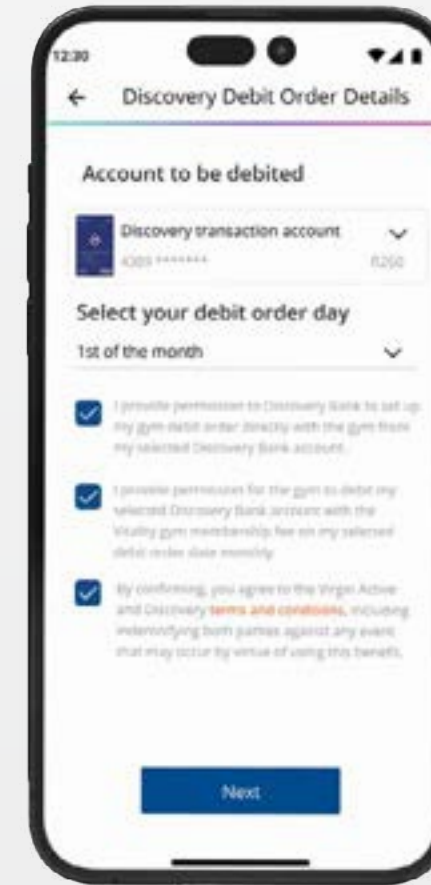 12:30
Discovery Debit Order Details
Account to be debited
Discovery transaction account
4389 *******
R260
Select your debit order day
1st of the month
I provide permission to Discovery Bank to set up
my gym debit order directly with the gym from
my selected Discovery Bank account.
I provide permission for the gym to debit my
selected Discovery Bank account with the
Vitality gym membership fee on my selected
debit order date monthly.
By confirming, you agree to the Virgin Active
and Discovery terms and conditions, including
indemnifying both parties against any event
that may occur by virtue of using this benefit.
Next